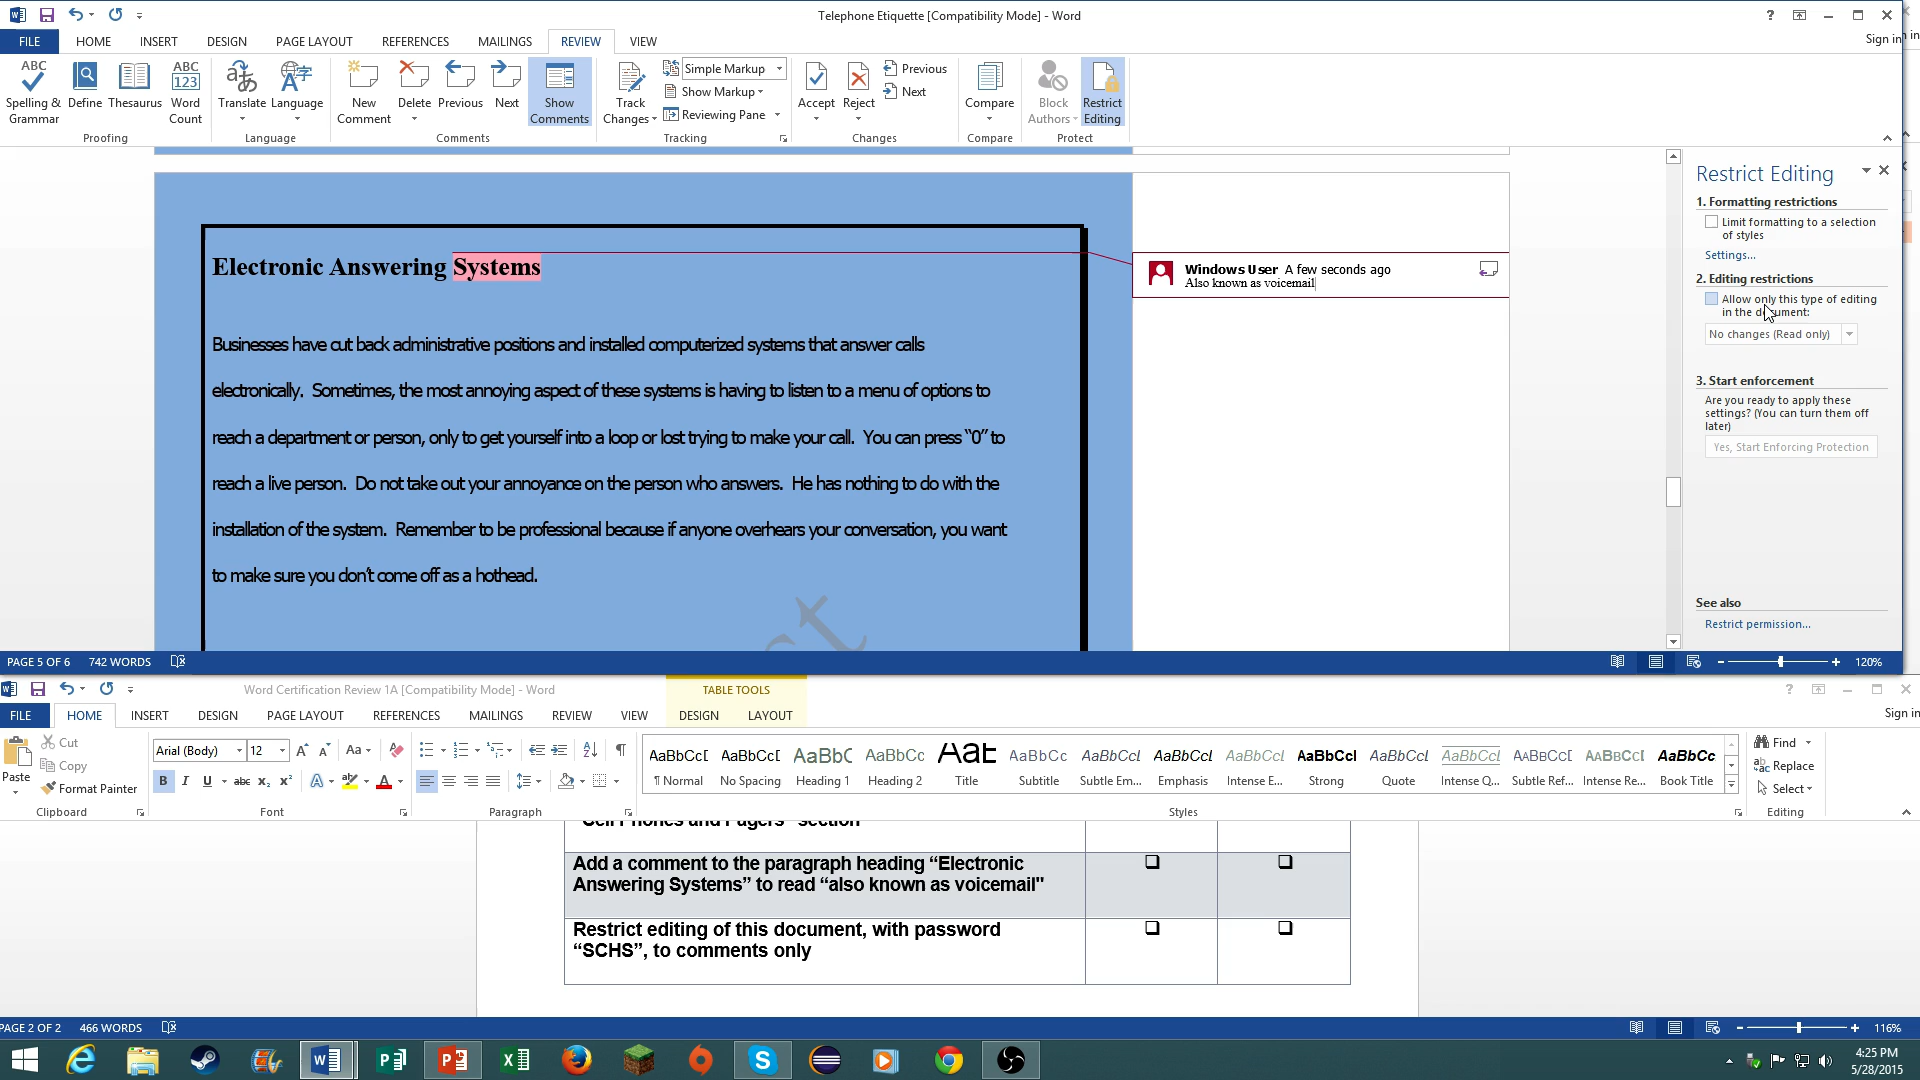 Telephone Etiquette [Compatibility Mode] - Word
FILE HOME INSERT DESIGN PAGE LAYOUT REFERENCES MAILINGS REVIEW VIEW
Sign in
Spelling & Grammar
Define
Thesaurus
Word Count
Translate
Language
New Comment
Delete
Previous
Next
Show Comments
Track Changes
Simple Markup
Show Markup
Reviewing Pane
Accept
Reject
Previous
Next
Compare
Block Authors
Restrict Editing
Proofing Language Comments Tracking Changes Compare Protect
Electronic Answering Systems
Businesses have cut back administrative positions and installed computerized systems that answer calls
electronically. Sometimes, the most annoying aspect of these systems is having to listen to a menu of options to
reach a department or person, only to get yourself into a loop or lost trying to make your call. You can press “0” to
reach a live person. Do not take out your annoyance on the person who answers. He has nothing to do with the
installation of the system. Remember to be professional because if anyone overhears your conversation, you want
to make sure you don’t come off as a hothead.
Windows User A few seconds ago
Also known as voicemail
Restrict Editing
1. Formatting restrictions
Limit formatting to a selection
of styles
Settings...
2. Editing restrictions
Allow only this type of editing
in the document:
No changes (Read only)
3. Start enforcement
Are you ready to apply these
settings? (You can turn them off
later)
Yes, Start Enforcing Protection
See also
Restrict permission...
PAGE 5 OF 6 742 WORDS
120%
Word Certification Review 1A [Compatibility Mode] - Word
TABLE TOOLS
FILE HOME INSERT DESIGN PAGE LAYOUT REFERENCES MAILINGS REVIEW VIEW DESIGN LAYOUT
Sign in
Paste
Cut
Copy
Format Painter
Arial (Body) 12
AaBbCcD ¶ Normal
AaBbCcD No Spacing
AaBbC Heading 1
AaBbCc Heading 2
AaB Title
AaBbCc Subtitle
AaBbCcI Subtle Em...
AaBbCcI Emphasis
AaBbCcI Intense E...
AaBbCcI Strong
AaBbCcI Quote
AaBbCcI Intense Q...
AaBbCcD Subtle Ref...
AaBbCcD Intense Re...
AaBbCc Book Title
Find
Replace
Select
Clipboard Font Paragraph Styles Editing
Cell Phones and Pagers” section
Add a comment to the paragraph heading “Electronic
Answering Systems” to read “also known as voicemail"
Restrict editing of this document, with password
“SCHS”, to comments only
PAGE 2 OF 2 466 WORDS
116%
4:25 PM
5/28/2015